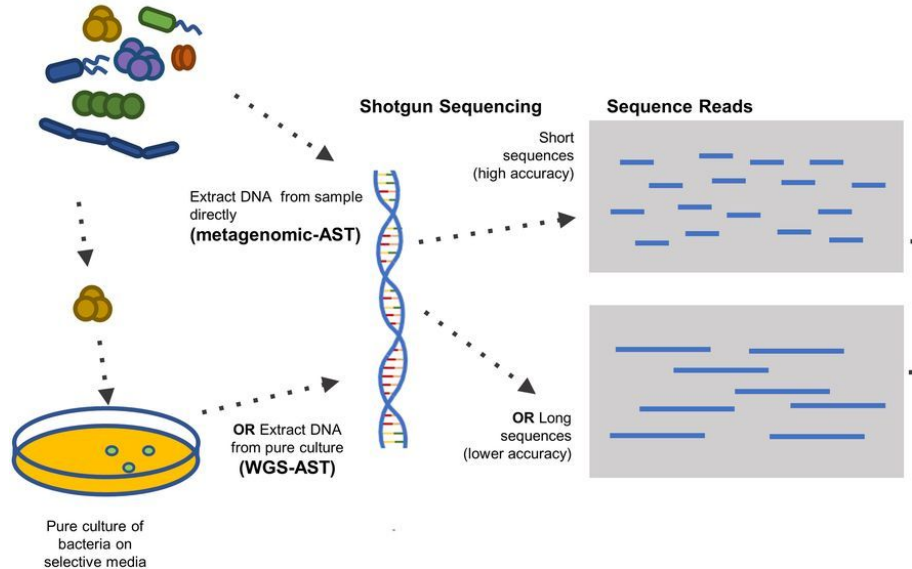 Shotgun Sequencing
Sequence Reads
Short
sequences
(high accuracy)
Extract DNA from sample
directly
(metagenomic-AST)
OR Extract DNA
from pure culture
(WGS-AST)
OR Long
sequences
(lower accuracy)
Pure culture of
bacteria on
selective media